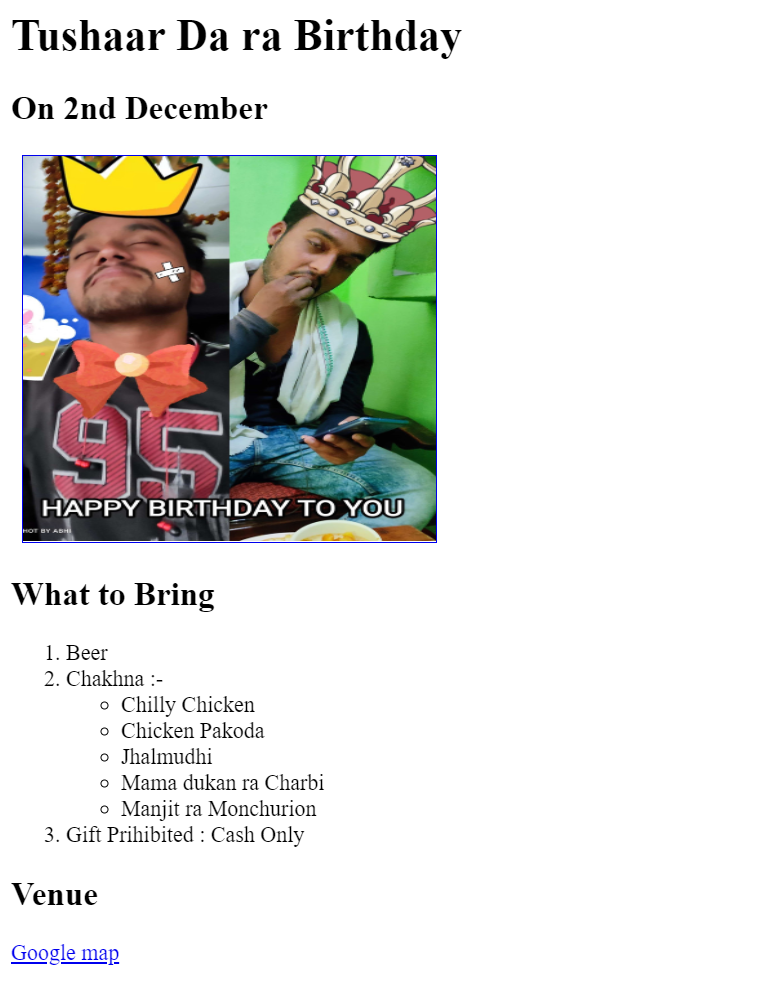 Tushaar Da ra Birthday
On 2nd December
95
HAPPY BIRTHDAY TO YOU
HOT BY ABHI
What to Bring
1. Beer
2. Chakhna :-
○ Chilly Chicken
○ Chicken Pakoda
○ Jhalmudhi
○ Mama dukan ra Charbi
○ Manjit ra Monchurion
3. Gift Prihibited : Cash Only
Venue
Google map